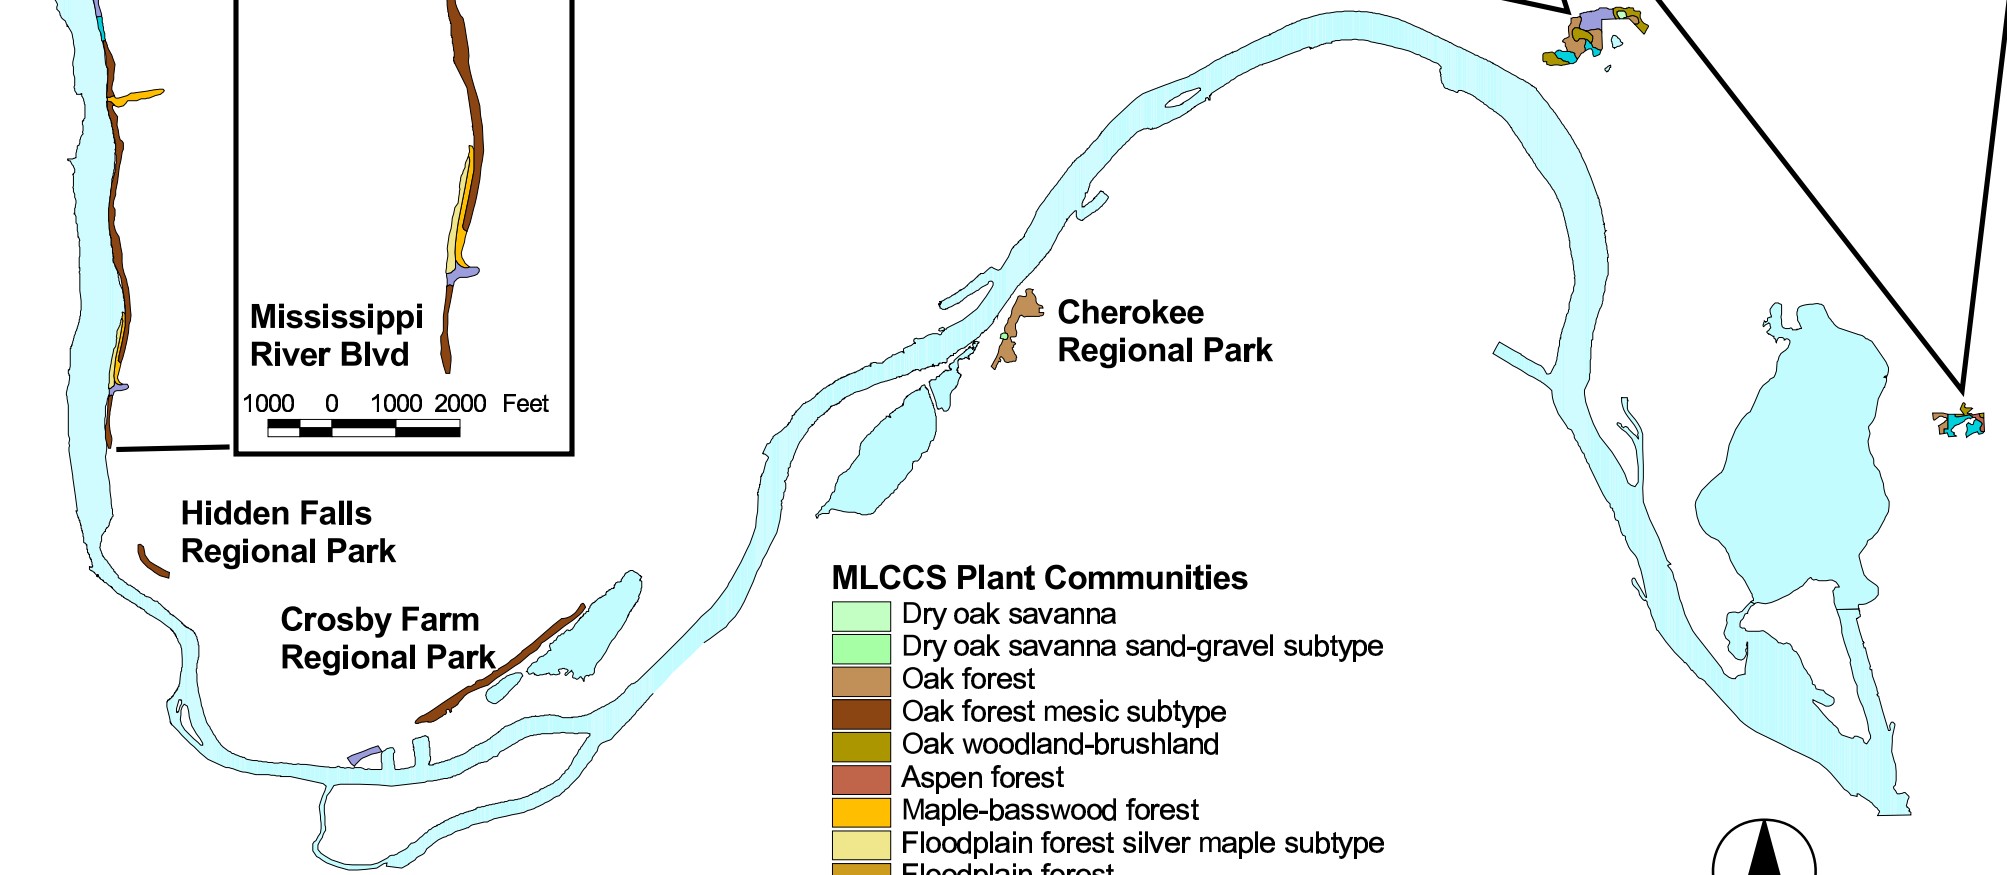 Mississippi
River Blvd
1000 0 1000 2000 Feet
Cherokee
Regional Park
Hidden Falls
Regional Park
Crosby Farm
Regional Park
MLCCS Plant Communities
Dry oak savanna
Dry oak savanna sand-gravel subtype
Oak forest
Oak forest mesic subtype
Oak woodland-brushland
Aspen forest
Maple-basswood forest
Floodplain forest silver maple subtype
Floodplain forest